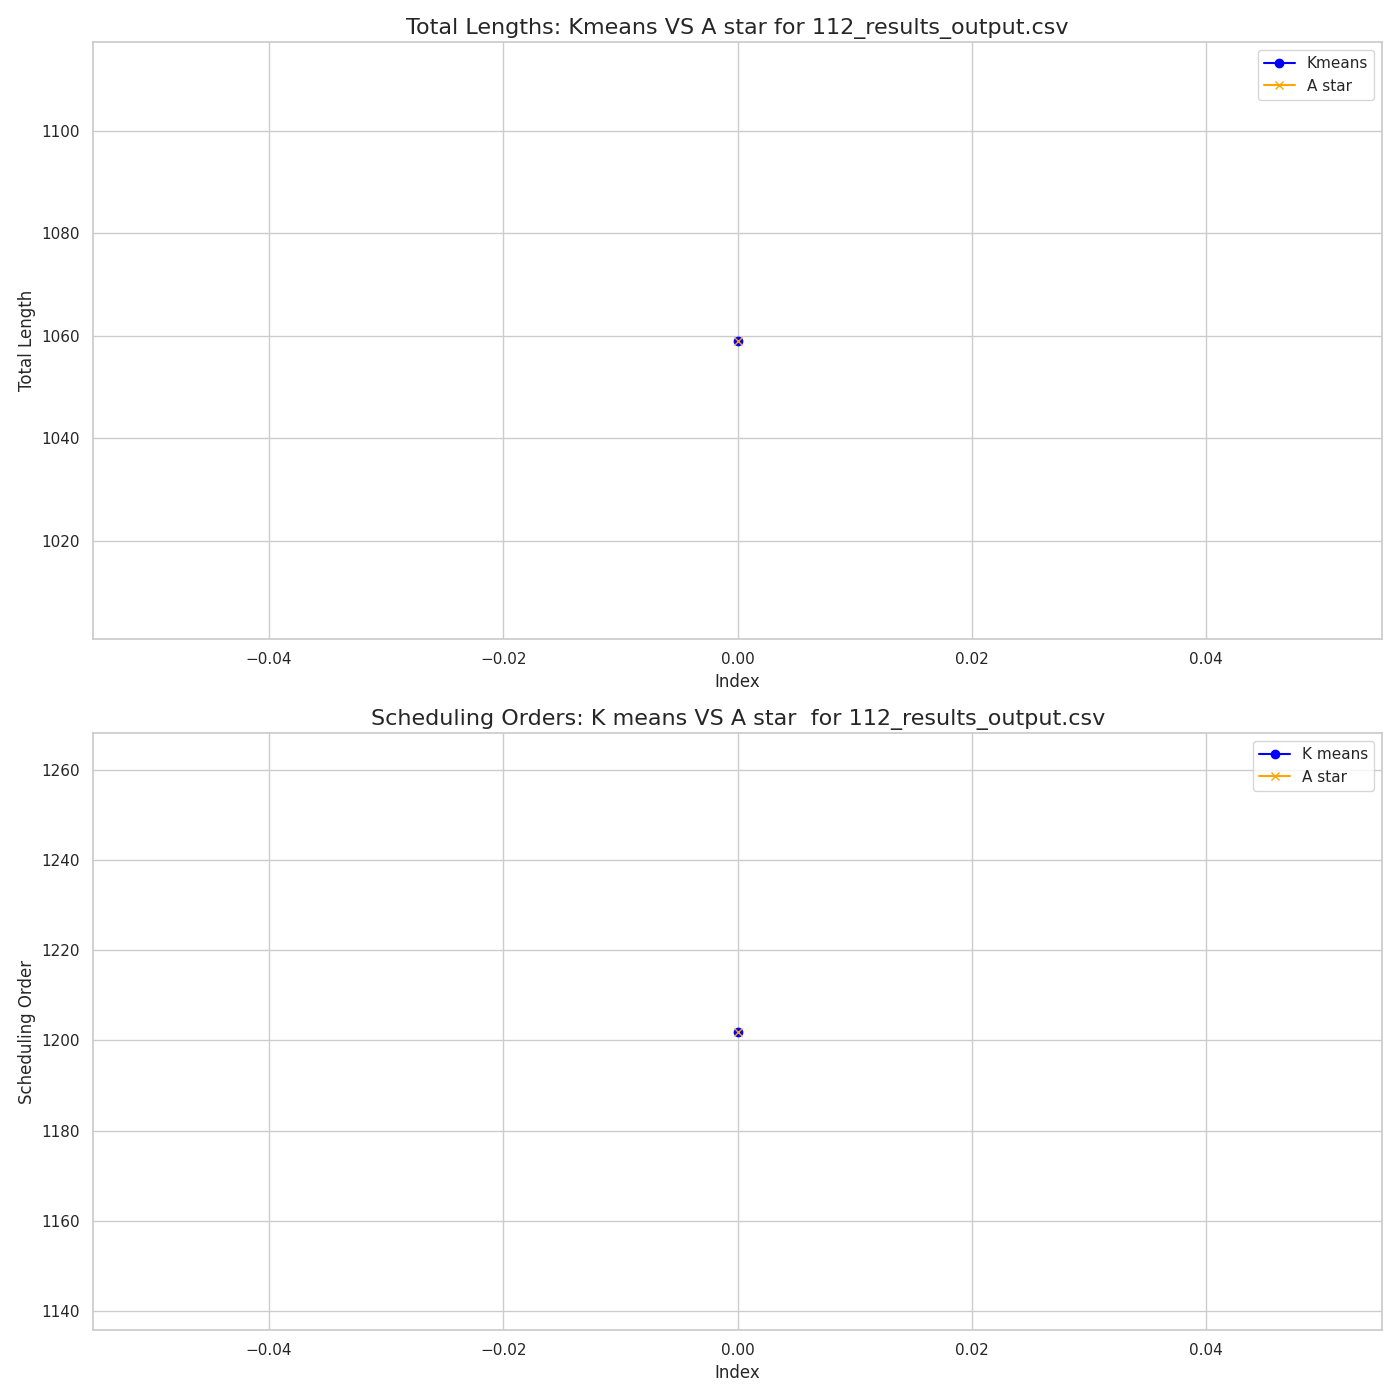 Total Lengths: Kmeans VS A star for 112_results_output.csv
Kmeans
A star
1100
1080
1060
1040
1020
Total Length
−0.04
−0.02
0.00
0.02
0.04
Index
Scheduling Orders: K means VS A star  for 112_results_output.csv
K means
A star
1260
1240
1220
1200
1180
1160
1140
Scheduling Order
−0.04
−0.02
0.00
0.02
0.04
Index